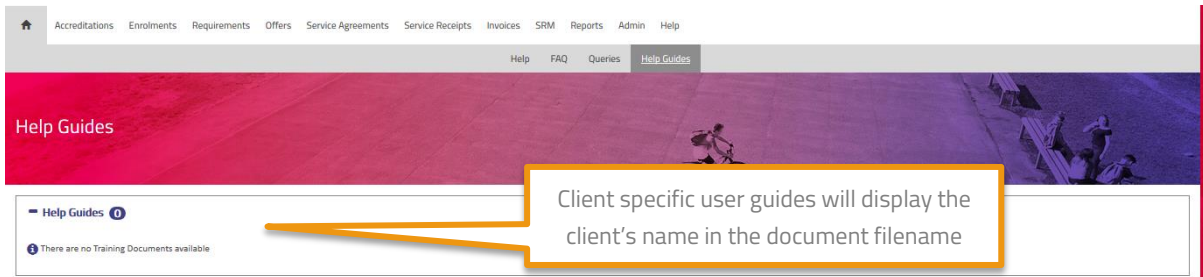 Accreditations Enrolments Requirements Offers Service Agreements Service Receipts Invoices SRM Reports Admin Help
Help FAQ Queries Help Guides
Help Guides
Client specific user guides will display the
client's name in the document filename
Help Guides 0
There are no Training Documents available